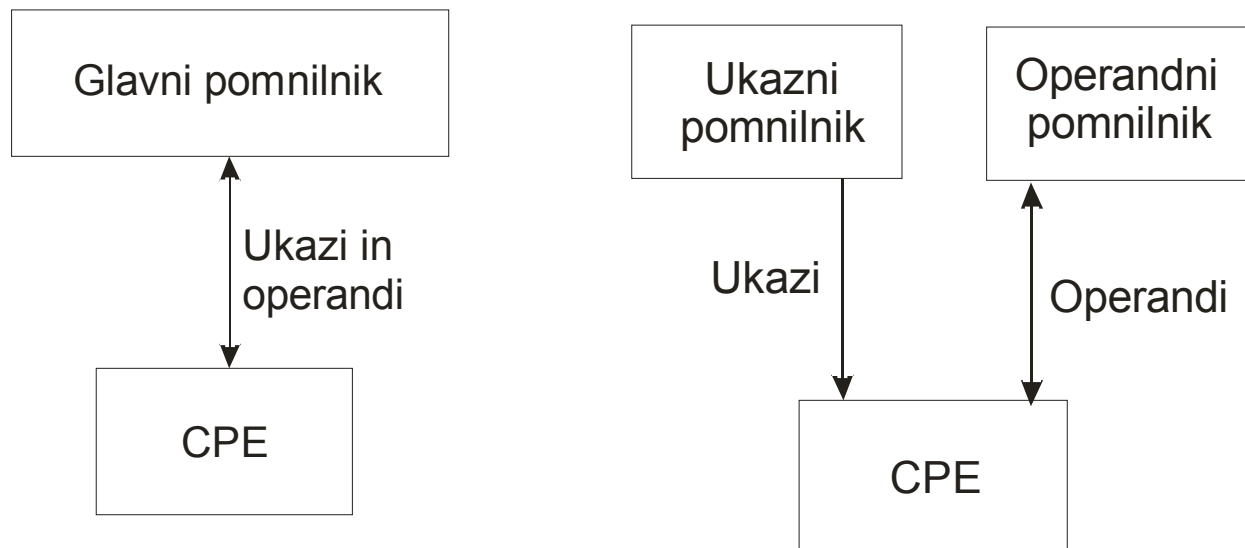 Glavni pomnilnik
Ukazi in
operandi
CPE
Ukazni
pomnilnik
Operandni
pomnilnik
Ukazi
Operandi
CPE